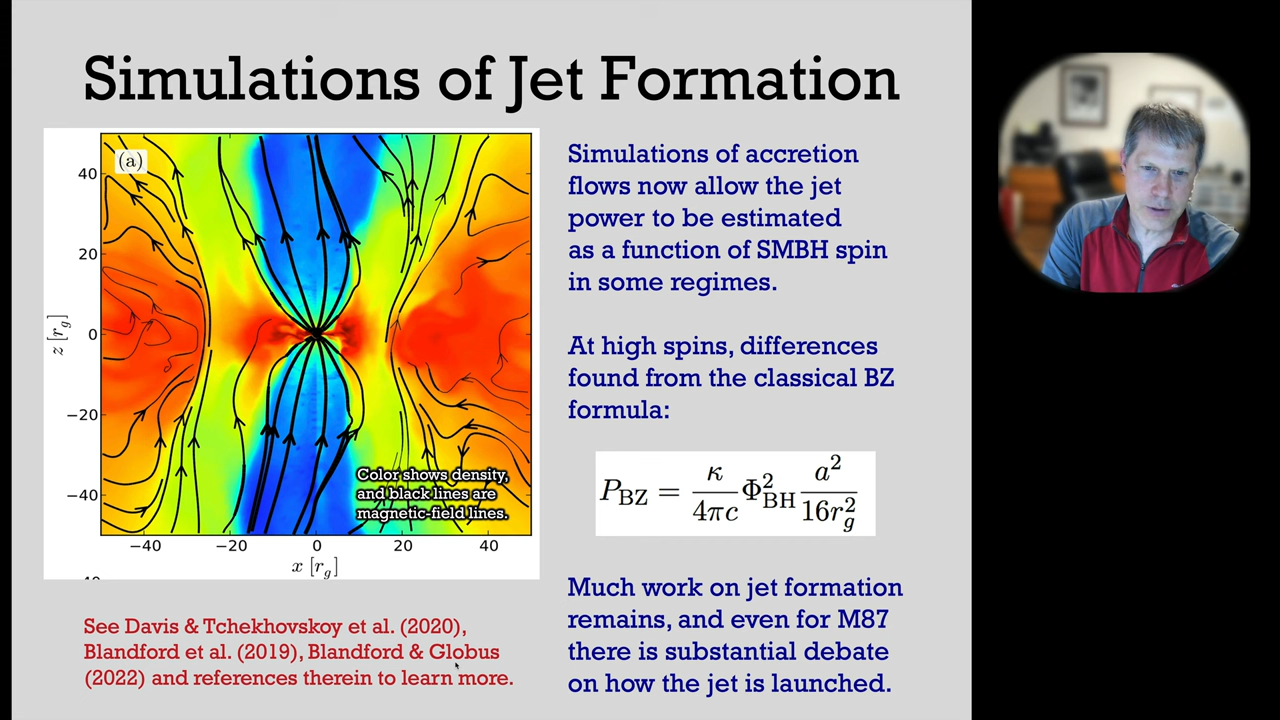 Simulations of Jet Formation
(a)
40
20
0
−20
−40
z [r_g]
Color shows density,
and black lines are
magnetic-field lines.
−40 −20 0 20 40
x [r_g]
See Davis & Tchekhovskoy et al. (2020),
Blandford et al. (2019), Blandford & Globus
(2022) and references therein to learn more.
Simulations of accretion
flows now allow the jet
power to be estimated
as a function of SMBH spin
in some regimes.
At high spins, differences
found from the classical BZ
formula:
P_BZ = κ/(4πc) Φ_BH^2 a^2/(16r_g^2)
Much work on jet formation
remains, and even for M87
there is substantial debate
on how the jet is launched.